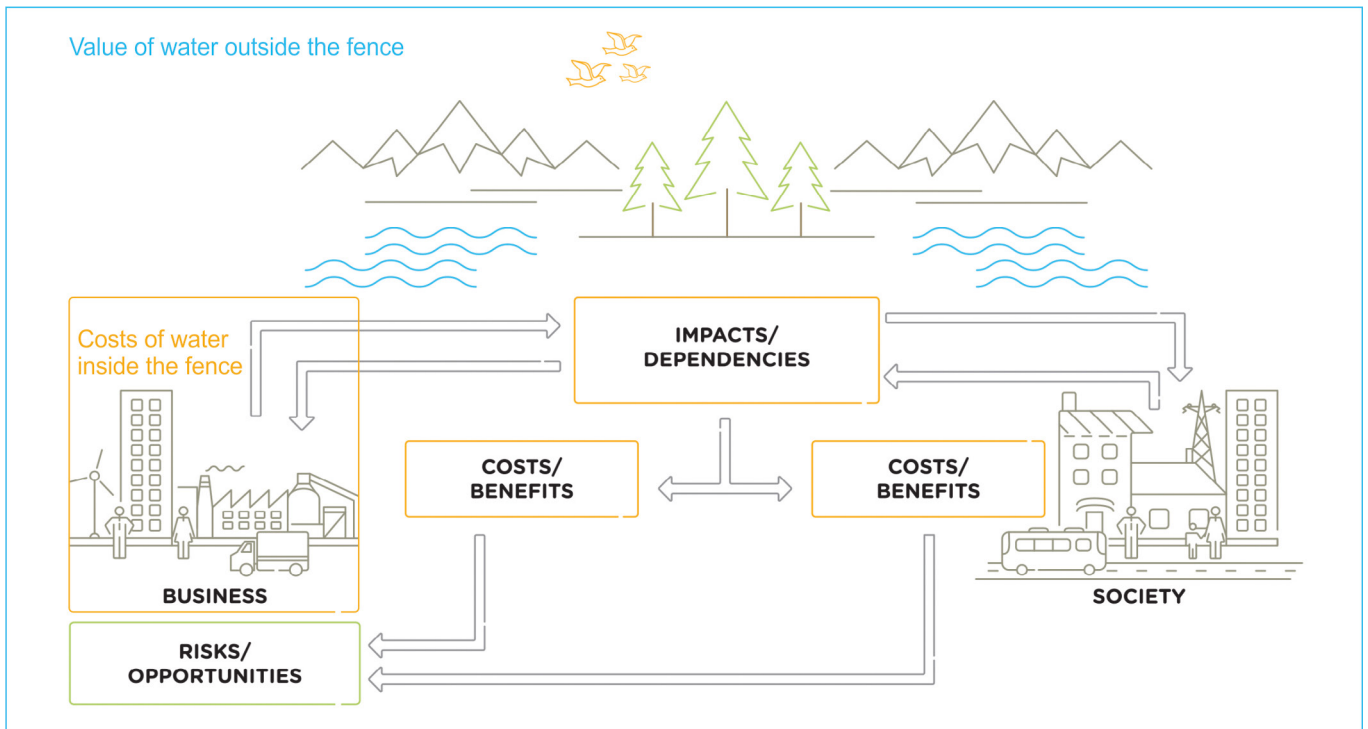 Value of water outside the fence
Costs of water
inside the fence
IMPACTS/
DEPENDENCIES
COSTS/
BENEFITS
COSTS/
BENEFITS
BUSINESS
SOCIETY
RISKS/
OPPORTUNITIES